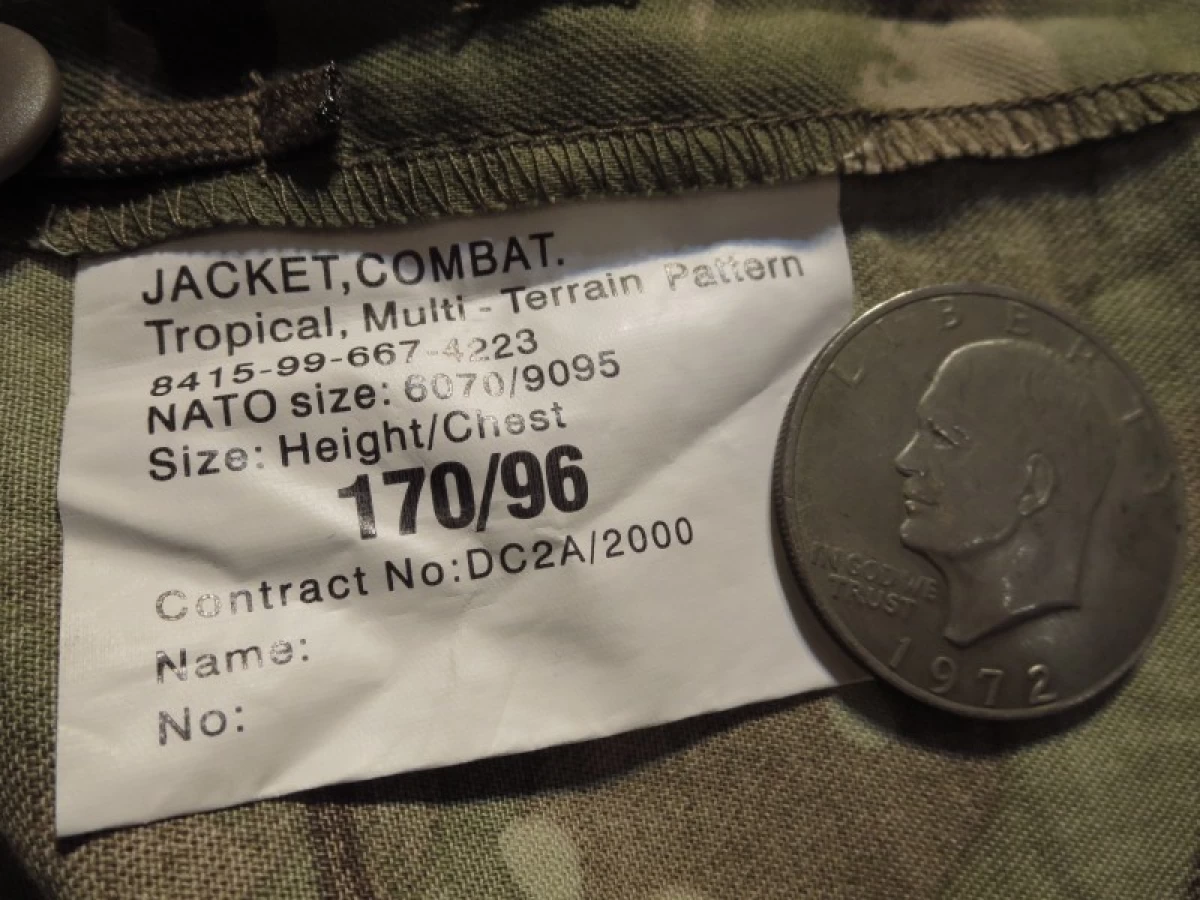 JACKET,COMBAT.
Tropical, Multi - Terrain Pattern
8415-99-667-4223
NATO size: 6070/9095
Size: Height/Chest
170/96
Contract No:DC2A/2000
Name:
No:
LIBERTY
IN GOD WE
TRUST
1972